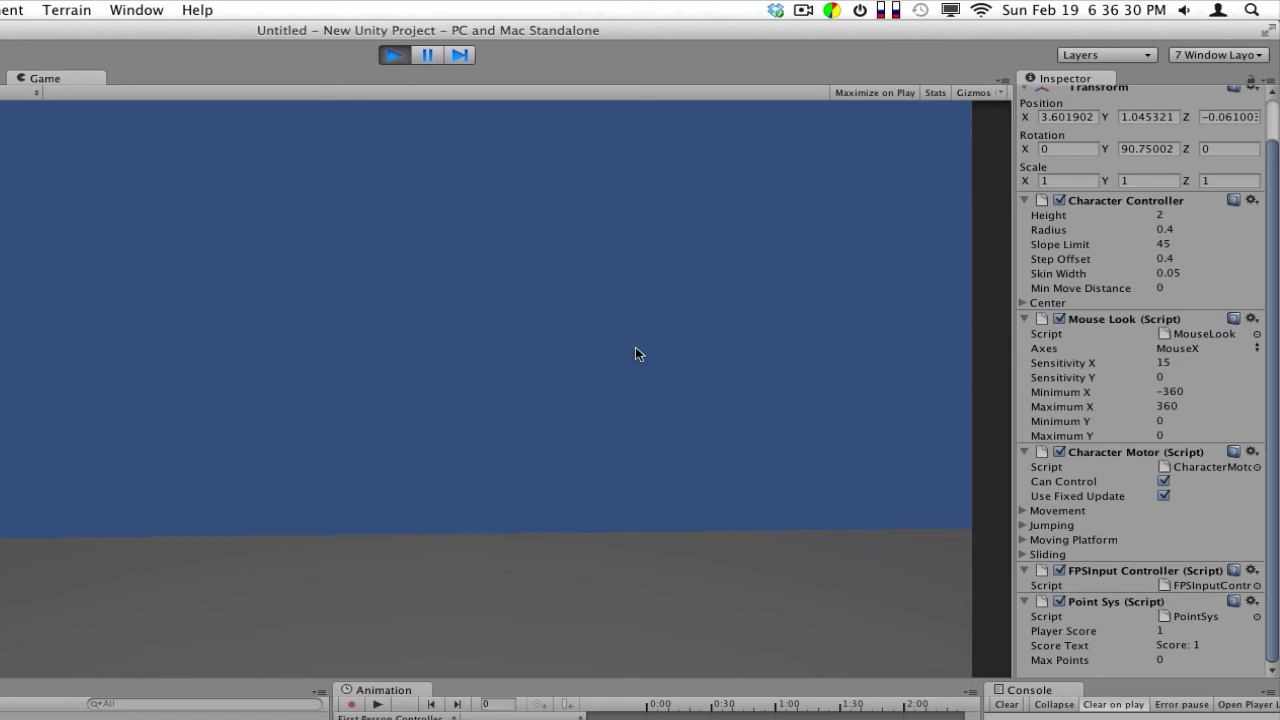 ent Terrain Window Help Sun Feb 19 6 36 30 PM
Untitled – New Unity Project – PC and Mac Standalone
Layers 7 Window Layo
Game Inspector
Maximize on Play Stats Gizmos
Transform
Position
X 3.601902 Y 1.045321 Z -0.061003
Rotation
X 0 Y 90.75002 Z 0
Scale
X 1 Y 1 Z 1
Character Controller
Height 2
Radius 0.4
Slope Limit 45
Step Offset 0.4
Skin Width 0.05
Min Move Distance 0
Center
Mouse Look (Script)
Script MouseLook
Axes MouseX
Sensitivity X 15
Sensitivity Y 0
Minimum X -360
Maximum X 360
Minimum Y 0
Maximum Y 0
Character Motor (Script)
Script CharacterMotc
Can Control
Use Fixed Update
Movement
Jumping
Moving Platform
Sliding
FPSInput Controller (Script)
Script FPSInputContr
Point Sys (Script)
Script PointSys
Player Score 1
Score Text Score: 1
Max Points 0
Animation Console
All 0 0:00 0:30 1:00 1:30 2:00 Clear Collapse Clear on play Error pause Open Player
First Person Controller